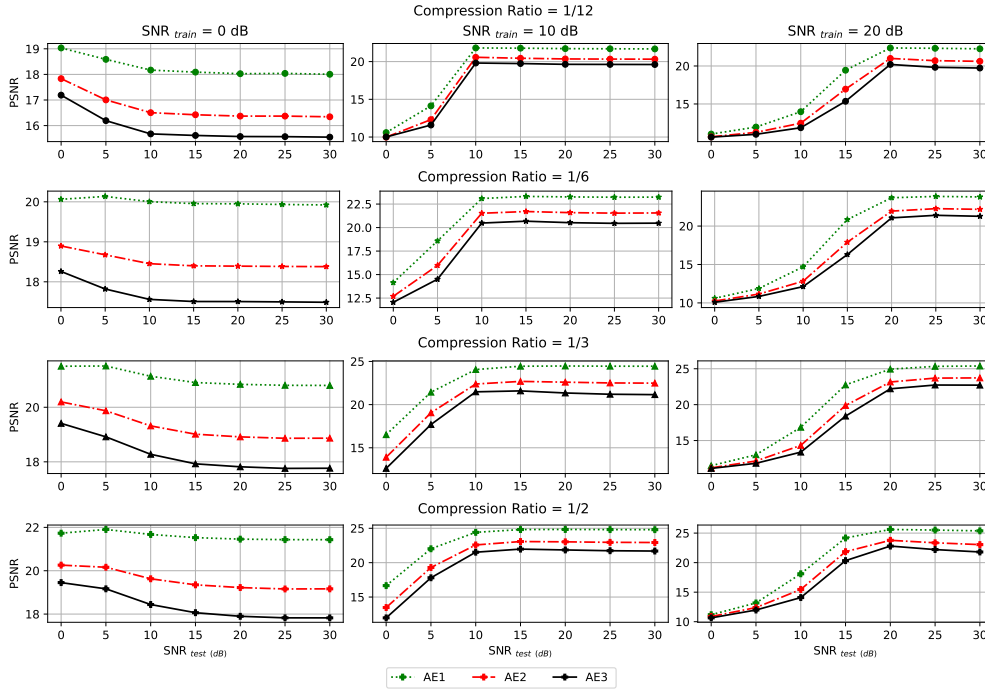 Compression Ratio = 1/12
SNR train = 0 dB SNR train = 10 dB SNR train = 20 dB
PSNR
19
18
17
16
0 5 10 15 20 25 30
20
15
10
0 5 10 15 20 25 30
20
15
0 5 10 15 20 25 30
Compression Ratio = 1/6
PSNR
20
19
18
0 5 10 15 20 25 30
22.5
20.0
17.5
15.0
12.5
0 5 10 15 20 25 30
20
15
10
0 5 10 15 20 25 30
Compression Ratio = 1/3
PSNR
20
18
0 5 10 15 20 25 30
25
20
15
0 5 10 15 20 25 30
25
20
15
0 5 10 15 20 25 30
Compression Ratio = 1/2
PSNR
22
20
18
0 5 10 15 20 25 30
SNR test (dB)
25
20
15
0 5 10 15 20 25 30
SNR test (dB)
25
20
15
10
0 5 10 15 20 25 30
SNR test (dB)
AE1 AE2 AE3